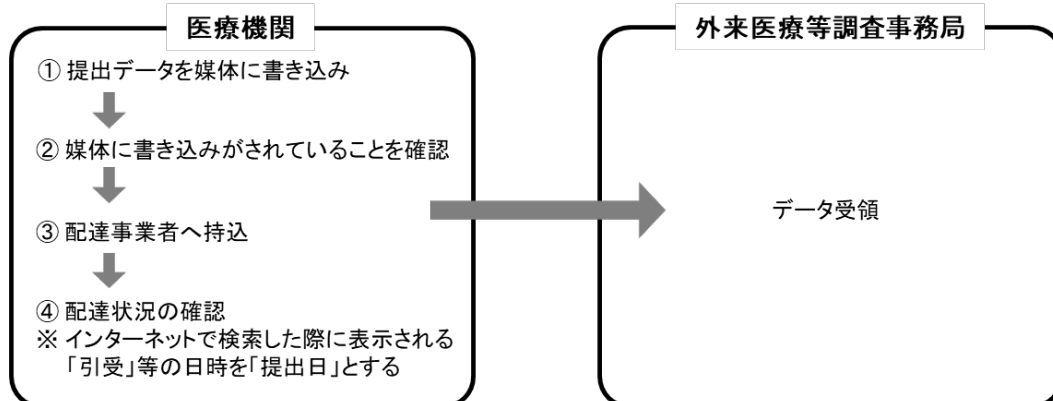 医療機関
① 提出データを媒体に書き込み
② 媒体に書き込みがされていることを確認
③ 配達事業者へ持込
④ 配達状況の確認
※ インターネットで検索した際に表示される
「引受」等の日時を「提出日」とする
外来医療等調査事務局
データ受領